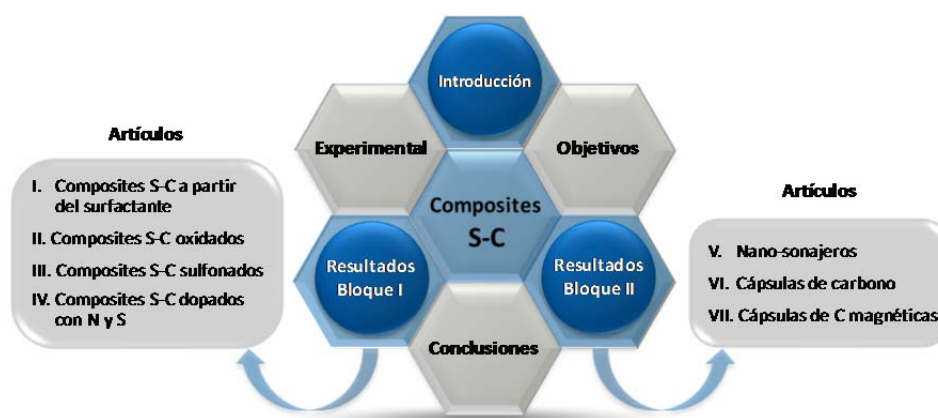 Introducción
Experimental
Objetivos
Composites
S-C
Resultados
Bloque I
Resultados
Bloque II
Conclusiones
Artículos
I. Composites S-C a partir
del surfactante
II. Composites S-C oxidados
III. Composites S-C sulfonados
IV. Composites S-C dopados
con N y S
Artículos
V. Nano-sonajeros
VI. Cápsulas de carbono
VII. Cápsulas de C magnéticas